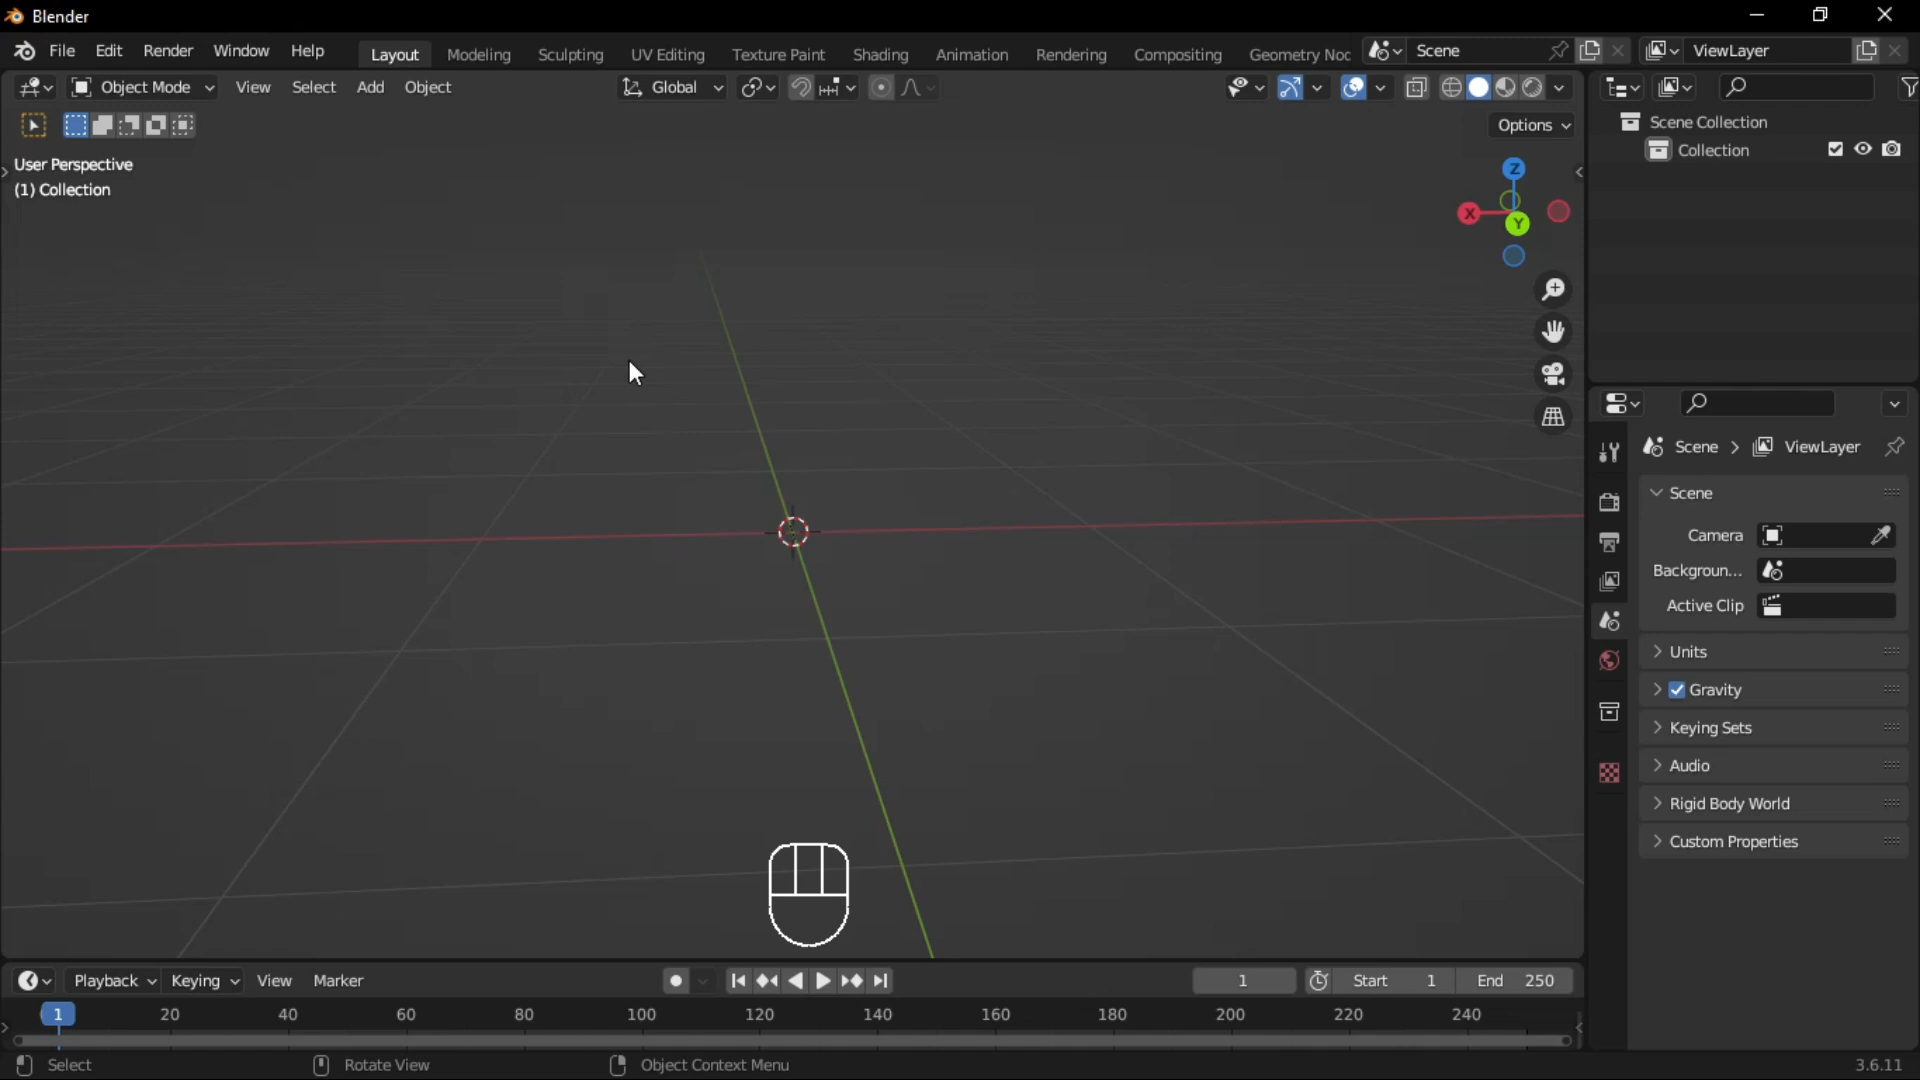 Blender
File Edit Render Window Help Layout Modeling Sculpting UV Editing Texture Paint Shading Animation Rendering Compositing Geometry Noc Scene ViewLayer
Object Mode View Select Add Object Global
Options
User Perspective
(1) Collection
Z
X
Y
Scene Collection
Collection
Scene ViewLayer
Scene
Camera
Backgroun...
Active Clip
Units
Gravity
Keying Sets
Audio
Rigid Body World
Custom Properties
Playback Keying View Marker 1 Start 1 End 250
1 20 40 60 80 100 120 140 160 180 200 220 240
Select Rotate View Object Context Menu 3.6.11